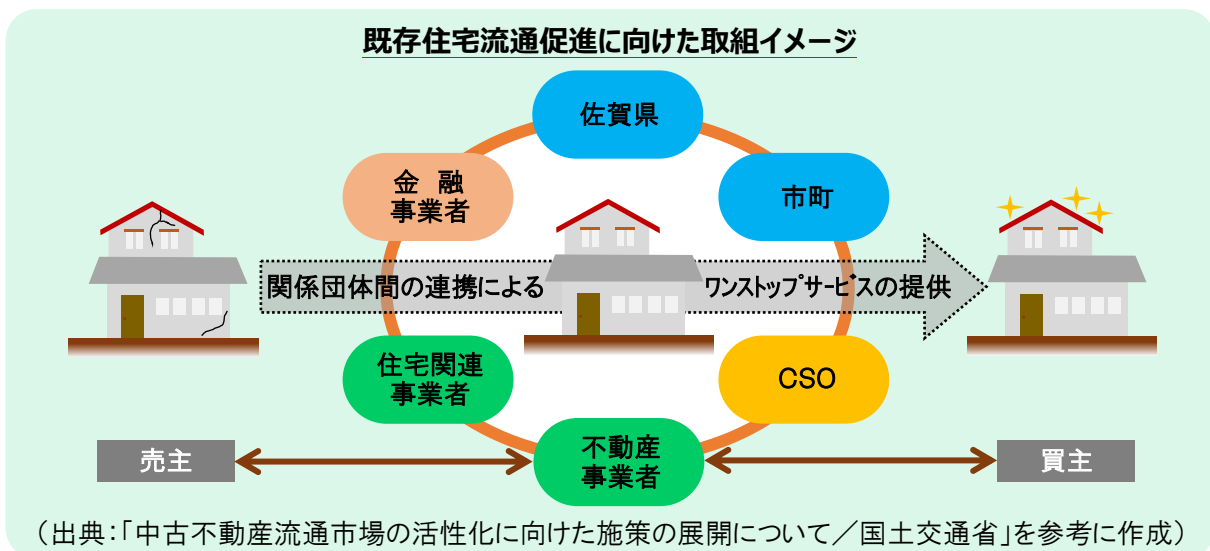 既存住宅流通促進に向けた取組イメージ
佐賀県
金　融
事業者
市町
関係団体間の連携による
ワンストップサービスの提供
住宅関連
事業者
CSO
売主
不動産
事業者
買主
（出典：「中古不動産流通市場の活性化に向けた施策の展開について／国土交通省」を参考に作成）